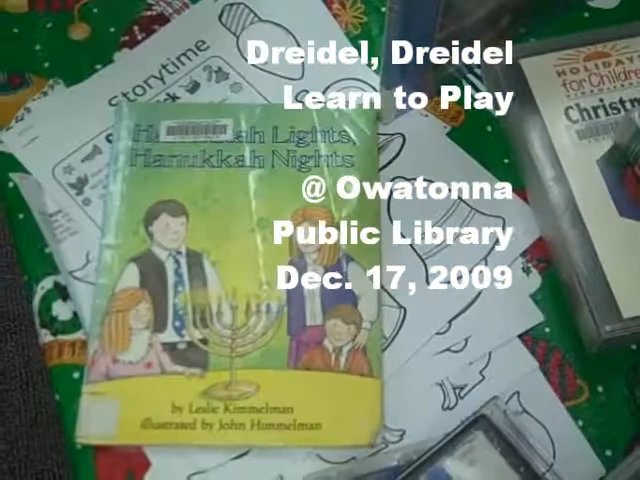 Dreidel, Dreidel
Learn to Play
@ Owatonna
Public Library
Dec. 17, 2009
Storytime
Hanukkah Lights,
Hanukkah Nights
by Leslie Kimmelman
illustrated by John Himmelman
HOLIDAYS
for Children
Christmas